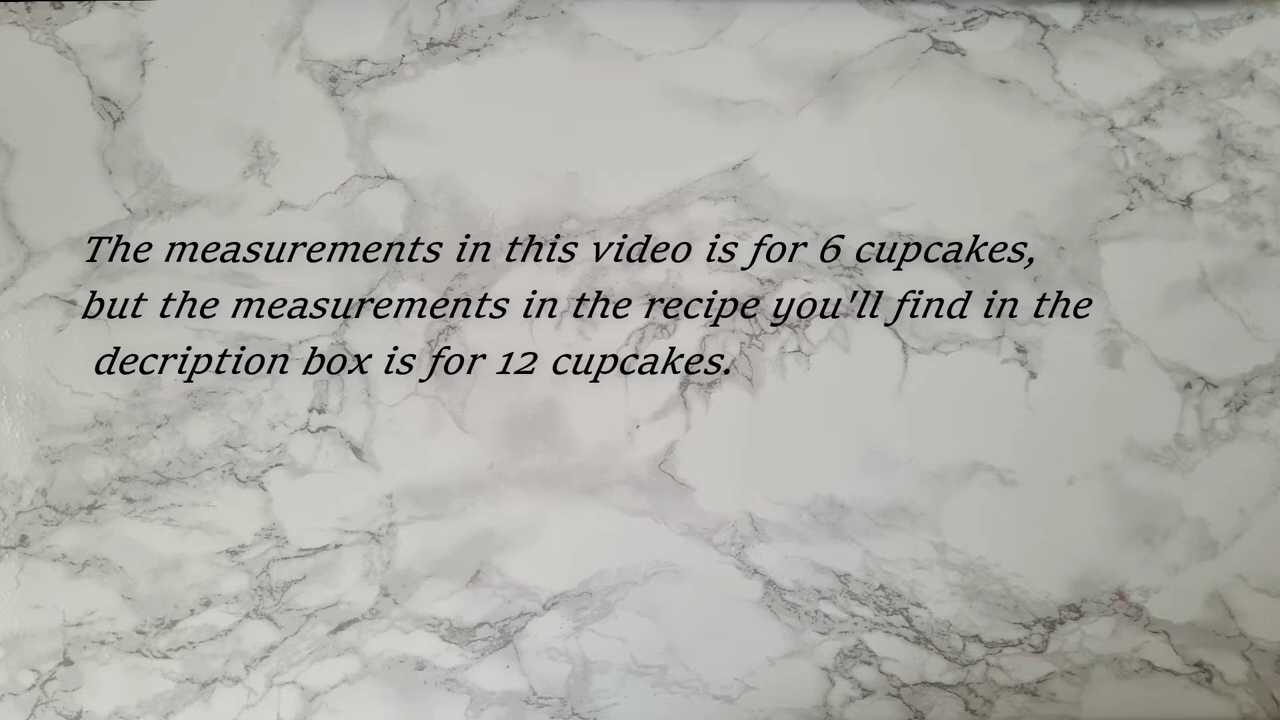 The measurements in this video is for 6 cupcakes,
but the measurements in the recipe you'll find in the
decription box is for 12 cupcakes.